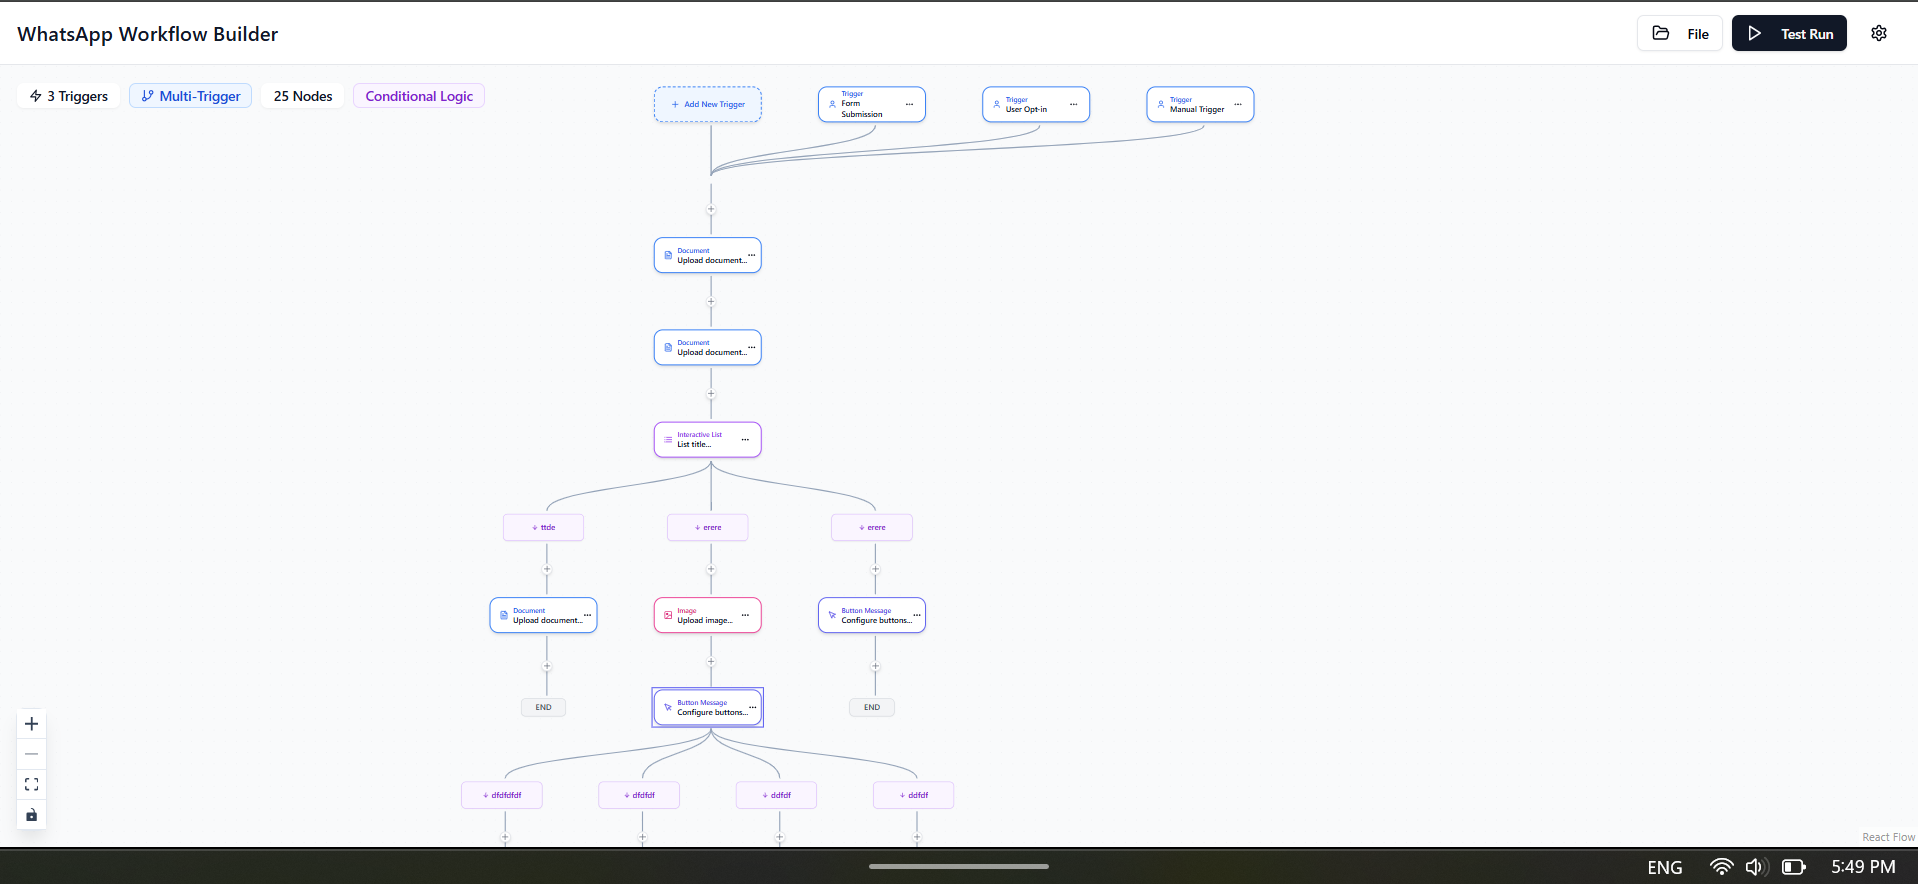 WhatsApp Workflow Builder
File
Test Run
3 Triggers
Multi-Trigger
25 Nodes
Conditional Logic
Add New Trigger
Trigger
Form
Submission
Trigger
User Opt-in
Trigger
Manual Trigger
Document
Upload document...
Document
Upload document...
Interactive List
List title...
ttde
erere
erere
Document
Upload document...
Image
Upload image...
Button Message
Configure buttons...
END
Button Message
Configure buttons...
END
dfdfdfdf
dfdfdf
ddfdf
ddfdf
React Flow
ENG
5:49 PM